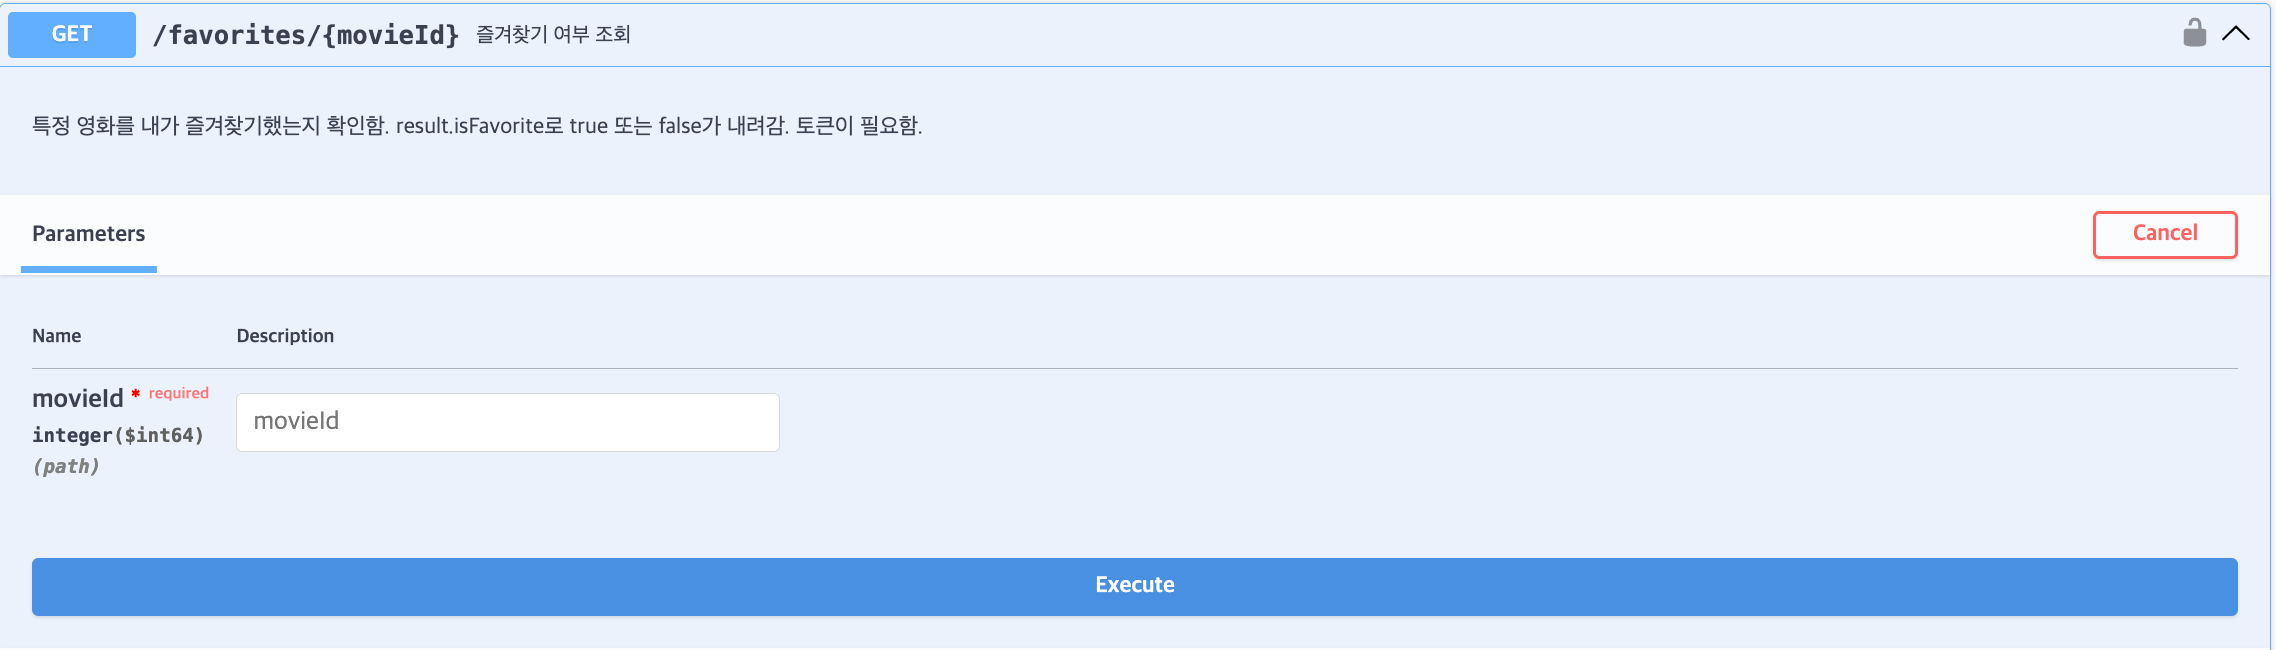 GET /favorites/{movieId} 즐겨찾기 여부 조회
특정 영화를 내가 즐겨찾기했는지 확인함. result.isFavorite로 true 또는 false가 내려감. 토큰이 필요함.
Parameters Cancel
Name Description
movieId * required
movieId
integer($int64)
(path)
Execute